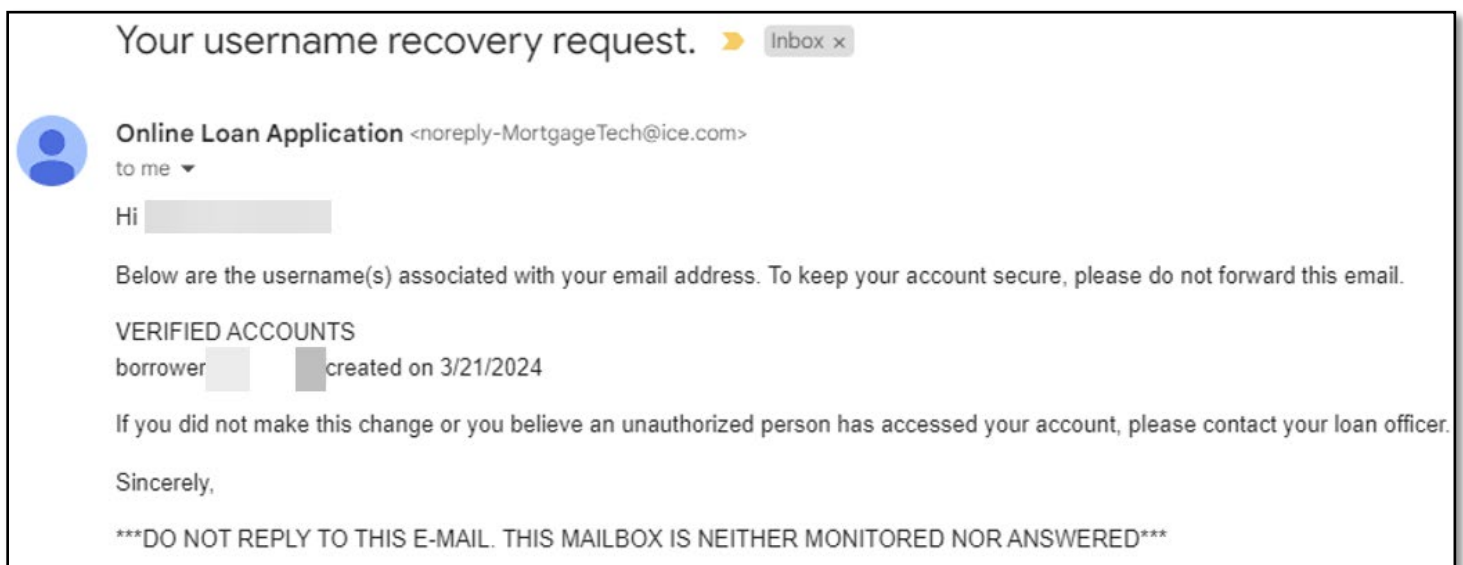 Your username recovery request.
Inbox ×
Online Loan Application <noreply-MortgageTech@ice.com>
to me
Hi
Below are the username(s) associated with your email address. To keep your account secure, please do not forward this email.
VERIFIED ACCOUNTS
borrower created on 3/21/2024
If you did not make this change or you believe an unauthorized person has accessed your account, please contact your loan officer.
Sincerely,
***DO NOT REPLY TO THIS E-MAIL. THIS MAILBOX IS NEITHER MONITORED NOR ANSWERED***